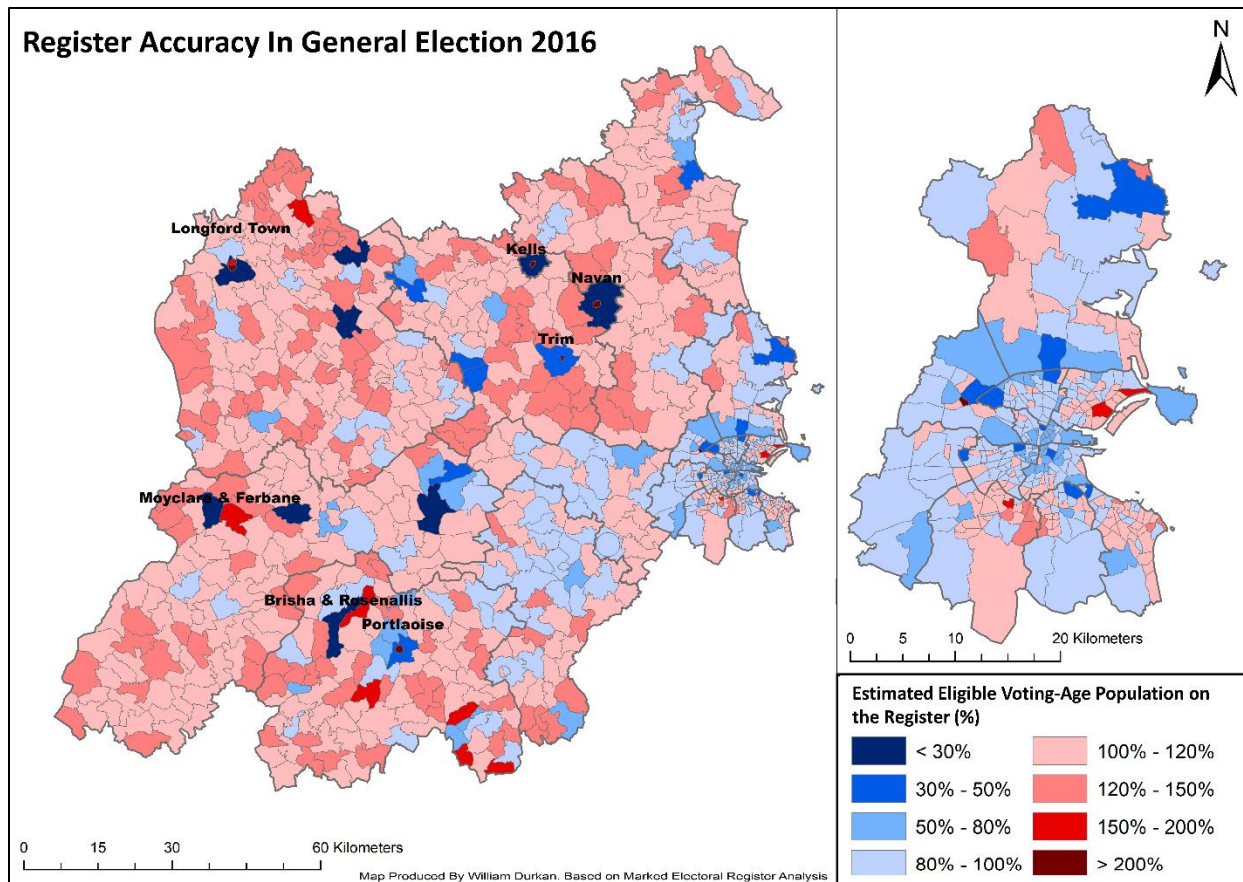 Register Accuracy In General Election 2016
N
Longford Town
Kells
Navan
Trim
Moyclare & Ferbane
Brisha & Rosenallis
Portlaoise
0 15 30 60 Kilometers
Map Produced By William Durkan. Based on Marked Electoral Register Analysis
0 5 10 20 Kilometers
Estimated Eligible Voting-Age Population on
the Register (%)
< 30%
30% - 50%
50% - 80%
80% - 100%
100% - 120%
120% - 150%
150% - 200%
> 200%